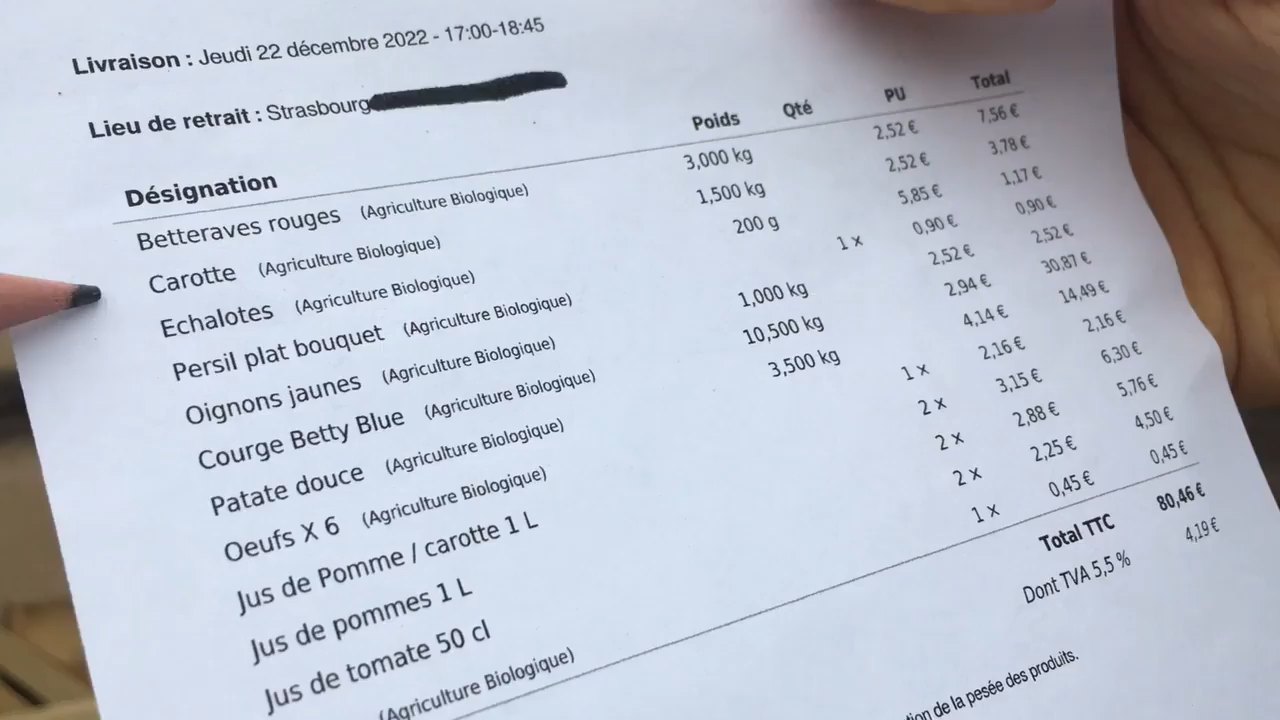 Livraison : Jeudi 22 décembre 2022 - 17:00-18:45
Lieu de retrait : Strasbourg
Désignation Poids Qté PU Total
Betteraves rouges (Agriculture Biologique) 3,000 kg 2,52 € 7,56 €
Carotte (Agriculture Biologique) 1,500 kg 2,52 € 3,78 €
Echalotes (Agriculture Biologique) 200 g 5,85 € 1,17 €
Persil plat bouquet (Agriculture Biologique) 1 x 0,90 € 0,90 €
Oignons jaunes (Agriculture Biologique) 1,000 kg 2,52 € 2,52 €
Courge Betty Blue (Agriculture Biologique) 10,500 kg 2,94 € 30,87 €
Patate douce (Agriculture Biologique) 3,500 kg 4,14 € 14,49 €
Oeufs X 6 (Agriculture Biologique) 1 x 2,16 € 2,16 €
Jus de Pomme / carotte 1 L 2 x 3,15 € 6,30 €
Jus de pommes 1 L 2 x 2,88 € 5,76 €
Jus de tomate 50 cl 2 x 2,25 € 4,50 €
(Agriculture Biologique) 1 x 0,45 € 0,45 €
Total TTC 80,46 €
Dont TVA 5,5 % 4,19 €
de la pesée des produits.